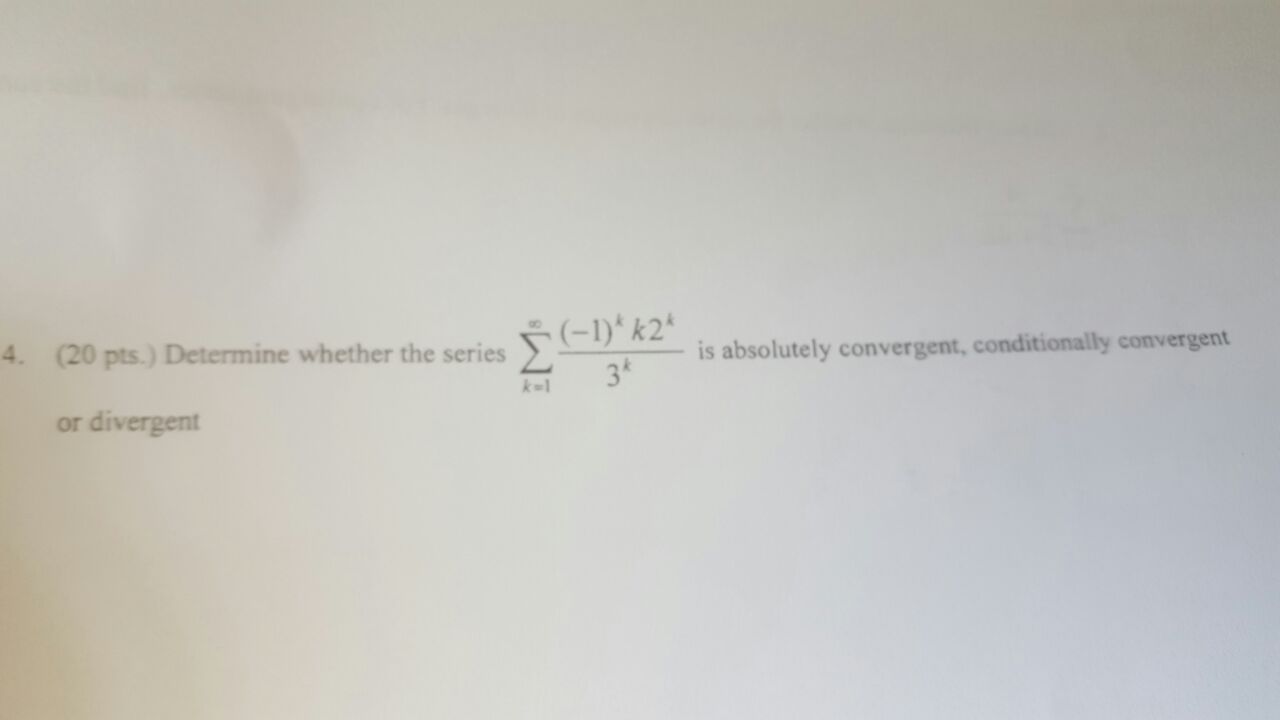 4. (20 pts.) Determine whether the series \sum_{k=1}^{\infty} \frac{(-1)^k k2^k}{3^k} is absolutely convergent, conditionally convergent
or divergent